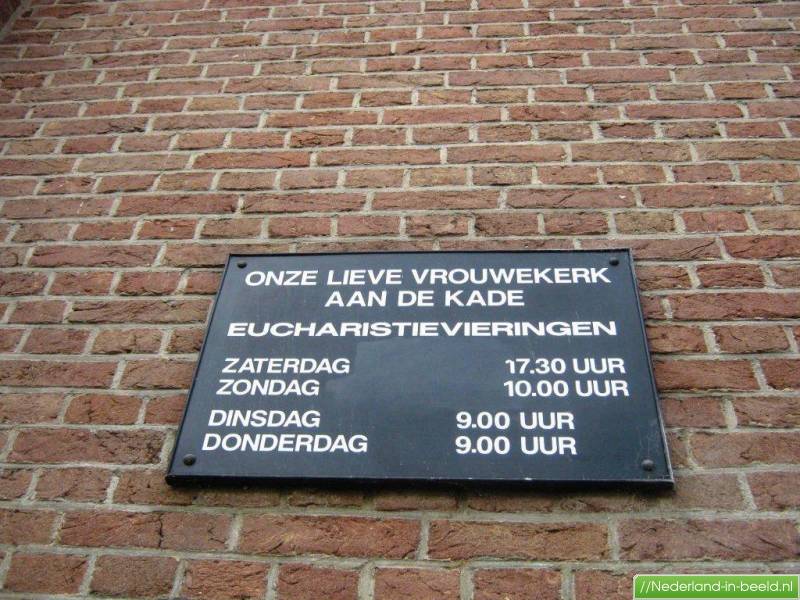 ONZE LIEVE VROUWEKERK
AAN DE KADE
EUCHARISTIEVIERINGEN
ZATERDAG 17.30 UUR
ZONDAG 10.00 UUR
DINSDAG 9.00 UUR
DONDERDAG 9.00 UUR
//Nederland-in-beeld.nl